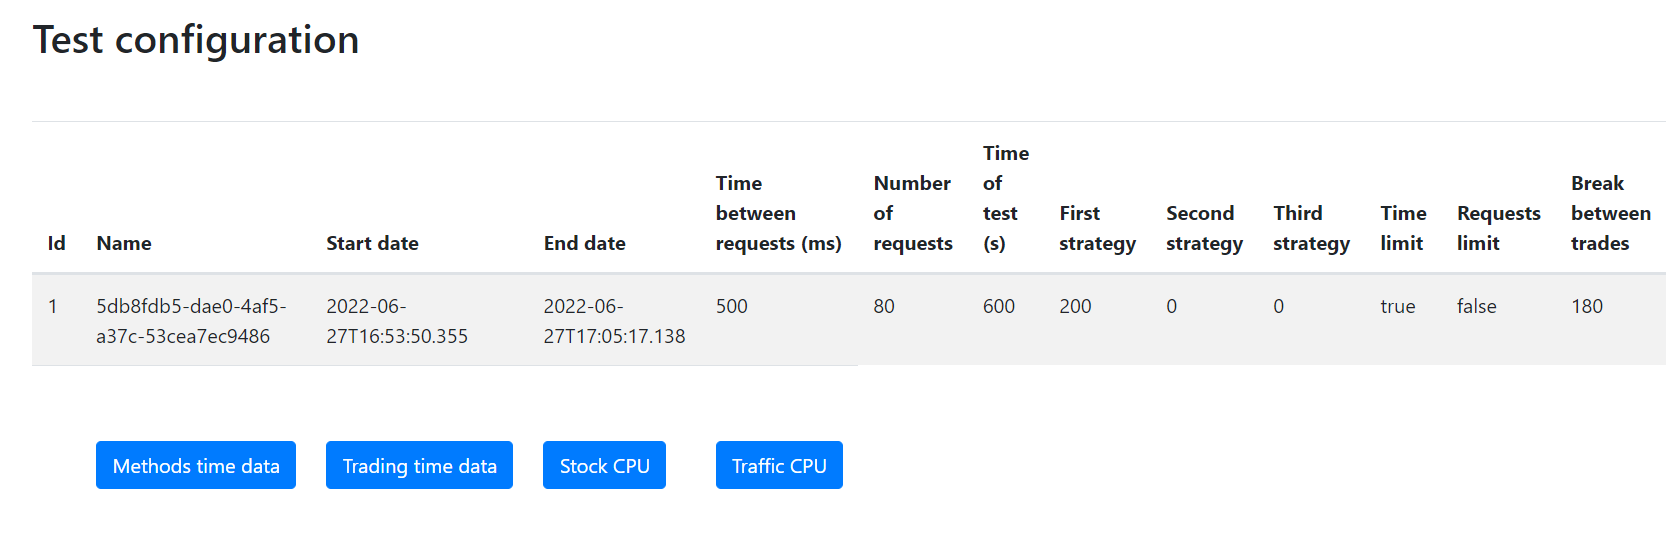 Test configuration
Id Name Start date End date Time between requests (ms) Number of requests Time of test (s) First strategy Second strategy Third strategy Time limit Requests limit Break between trades
1 5db8fdb5-dae0-4af5-a37c-53cea7ec9486 2022-06-27T16:53:50.355 2022-06-27T17:05:17.138 500 80 600 200 0 0 true false 180
Methods time data Trading time data Stock CPU Traffic CPU